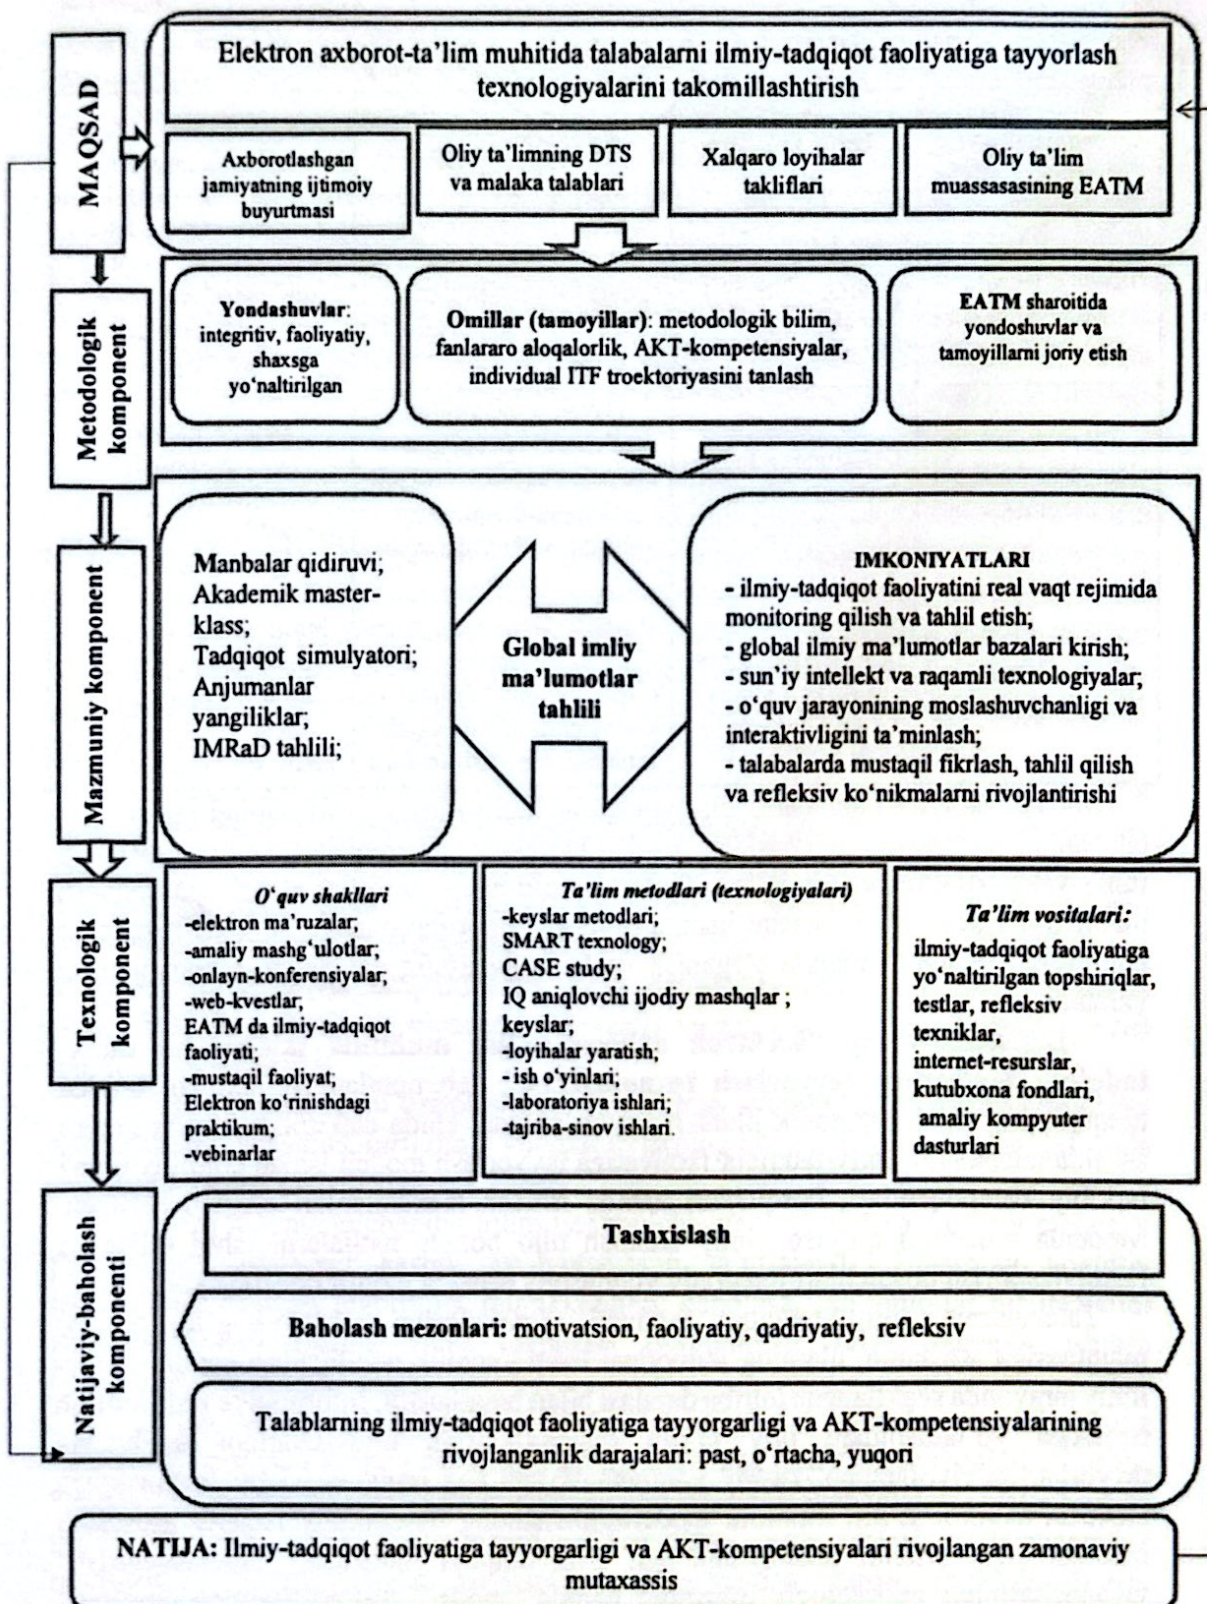 MAQSAD
Elektron axborot-ta’lim muhitida talabalarni ilmiy-tadqiqot faoliyatiga tayyorlash
texnologiyalarini takomillashtirish
Axborotlashgan
jamiyatning ijtimoiy
buyurtmasi
Oliy ta’limning DTS
va malaka talablari
Xalqaro loyihalar
takliflari
Oliy ta’lim
muassasasining EATM
Metodologik
komponent
Yondashuvlar:
integritiv, faoliyatiy,
shaxsga
yo‘naltirilgan
Omillar (tamoyillar): metodologik bilim,
fanlararo aloqalorlik, AKT-kompetensiyalar,
individual ITF troektoriyasini tanlash
EATM sharoitida
yondoshuvlar va
tamoyillarni joriy etish
Mazmuniy komponent
Manbalar qidiruvi;
Akademik master-
klass;
Tadqiqot simulyatori;
Anjumanlar
yangiliklar;
IMRaD tahlili;
Global imliy
ma’lumotlar
tahlili
IMKONIYATLARI
- ilmiy-tadqiqot faoliyatini real vaqt rejimida
monitoring qilish va tahlil etish;
- global ilmiy ma’lumotlar bazalari kirish;
- sun’iy intellekt va raqamli texnologiyalar;
- o‘quv jarayonining moslashuvchanligi va
interaktivligini ta’minlash;
- talabalarda mustaqil fikrlash, tahlil qilish
va refleksiv ko‘nikmalarni rivojlantirishi
Texnologik
komponent
O‘quv shakllari
-elektron ma’ruzalar;
-amaliy mashg‘ulotlar;
-onlayn-konferensiyalar;
-web-kvestlar;
EATM da ilmiy-tadqiqot
faoliyati;
-mustaqil faoliyat;
Elektron ko‘rinishdagi
praktikum;
-vebinarlar
Ta’lim metodlari (texnologiyalari)
-keyslar metodlari;
SMART texnology;
CASE study;
IQ aniqlovchi ijodiy mashqlar ;
keyslar;
-loyihalar yaratish;
- ish o‘yinlari;
-laboratoriya ishlari;
-tajriba-sinov ishlari
Ta’lim vositalari:
ilmiy-tadqiqot faoliyatiga
yo‘naltirilgan topshiriqlar,
testlar, refleksiv
texniklar,
internet-resurslar,
kutubxona fondlari,
amaliy kompyuter
dasturlari
Natijaviy-baholash
komponenti
Tashxislash
Baholash mezonlari: motivatsion, faoliyatiy, qadriyatiy, refleksiv
Talablarning ilmiy-tadqiqot faoliyatiga tayyorgarligi va AKT-kompetensiyalarining
rivojlanganlik darajalari: past, o‘rtacha, yuqori
NATIJA: Ilmiy-tadqiqot faoliyatiga tayyorgarligi va AKT-kompetensiyalari rivojlangan zamonaviy
mutaxassis